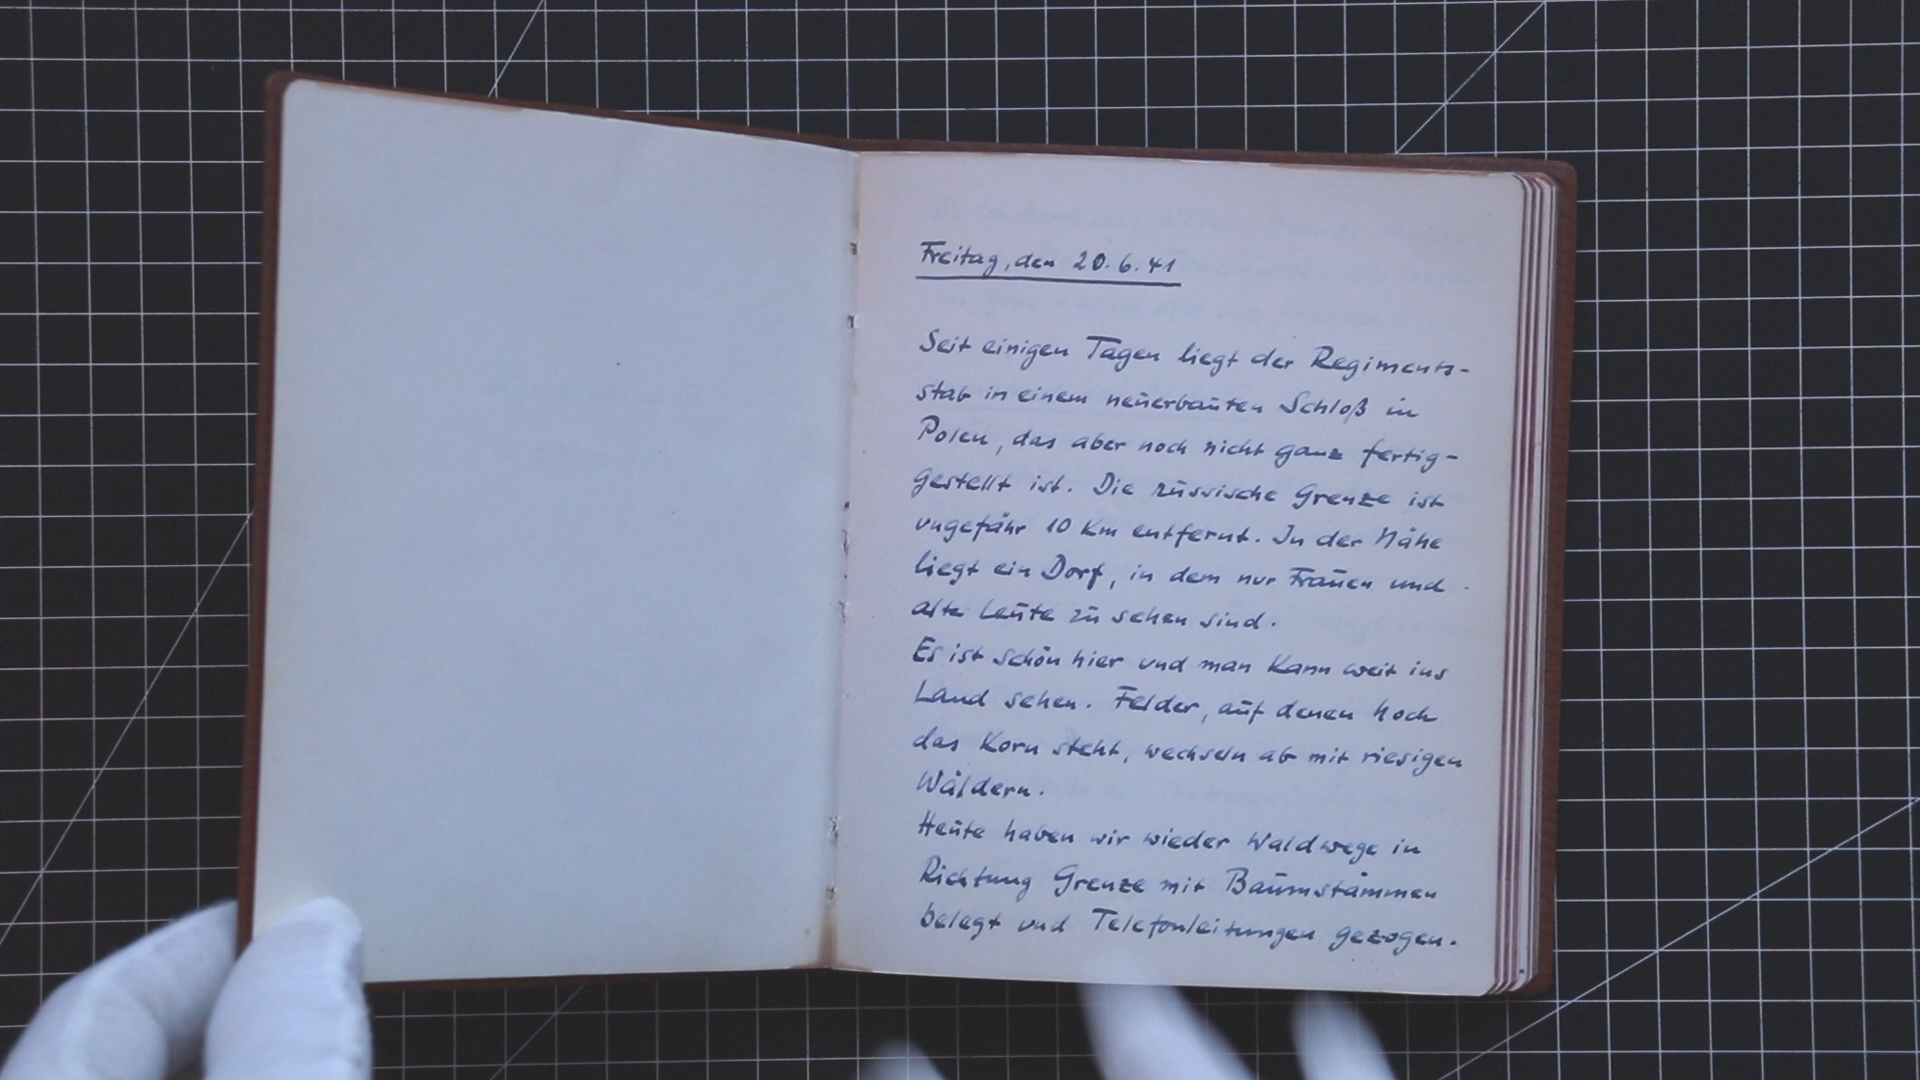 Freitag, den 20.6.41
Seit einigen Tagen liegt der Regiments-
stab in einem neuerbauten Schloß in
Polen, das aber noch nicht ganz fertig-
gestellt ist. Die russische Grenze ist
ungefähr 10 Km entfernt. In der Nähe
liegt ein Dorf, in dem nur Frauen und
alte Leute zu sehen sind.
Es ist schön hier und man kann weit ins
Land sehen. Felder, auf denen noch
das Korn steht, wechseln ab mit riesigen
Wäldern.
Heute haben wir wieder Waldwege in
Richtung Grenze mit Baumstämmen
belegt und Telefonleitungen gezogen.